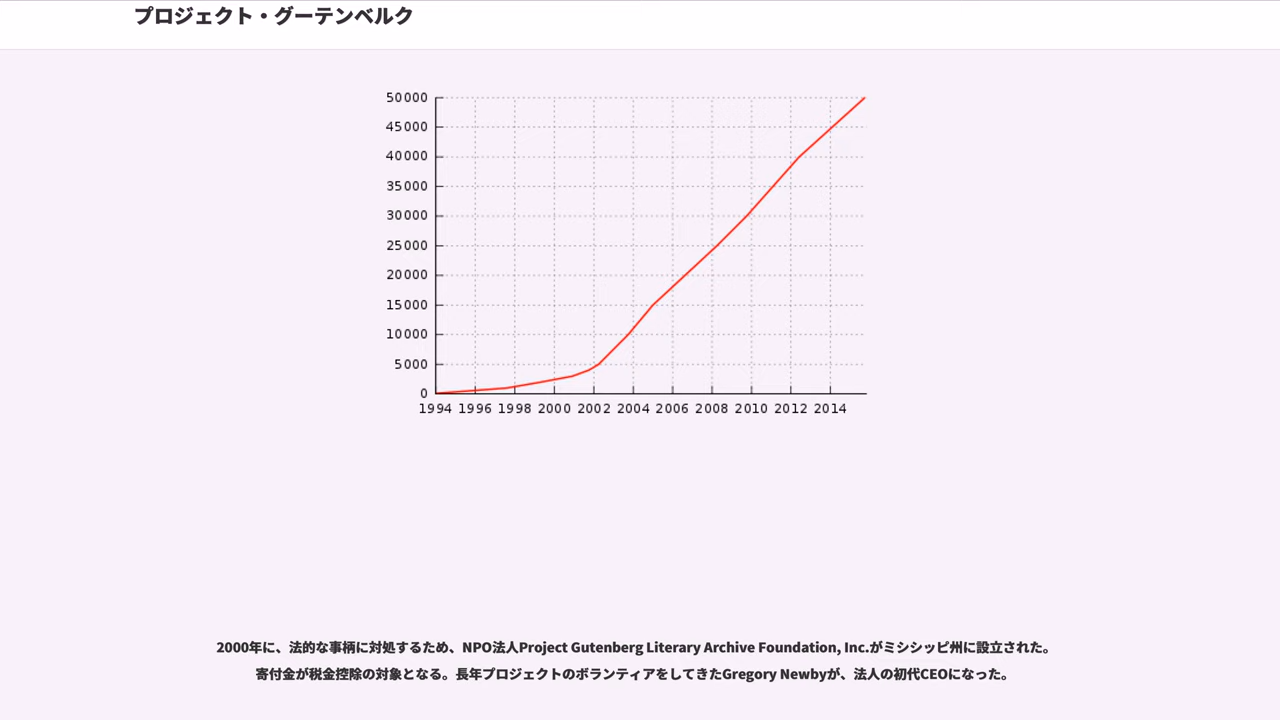 プロジェクト・グーテンベルク
50000
45000
40000
35000
30000
25000
20000
15000
10000
5000
0
1994 1996 1998 2000 2002 2004 2006 2008 2010 2012 2014
2000年に、法的な事柄に対処するため、NPO法人Project Gutenberg Literary Archive Foundation, Inc.がミシシッピ州に設立された。
寄付金が税金控除の対象となる。長年プロジェクトのボランティアをしてきたGregory Newbyが、法人の初代CEOになった。